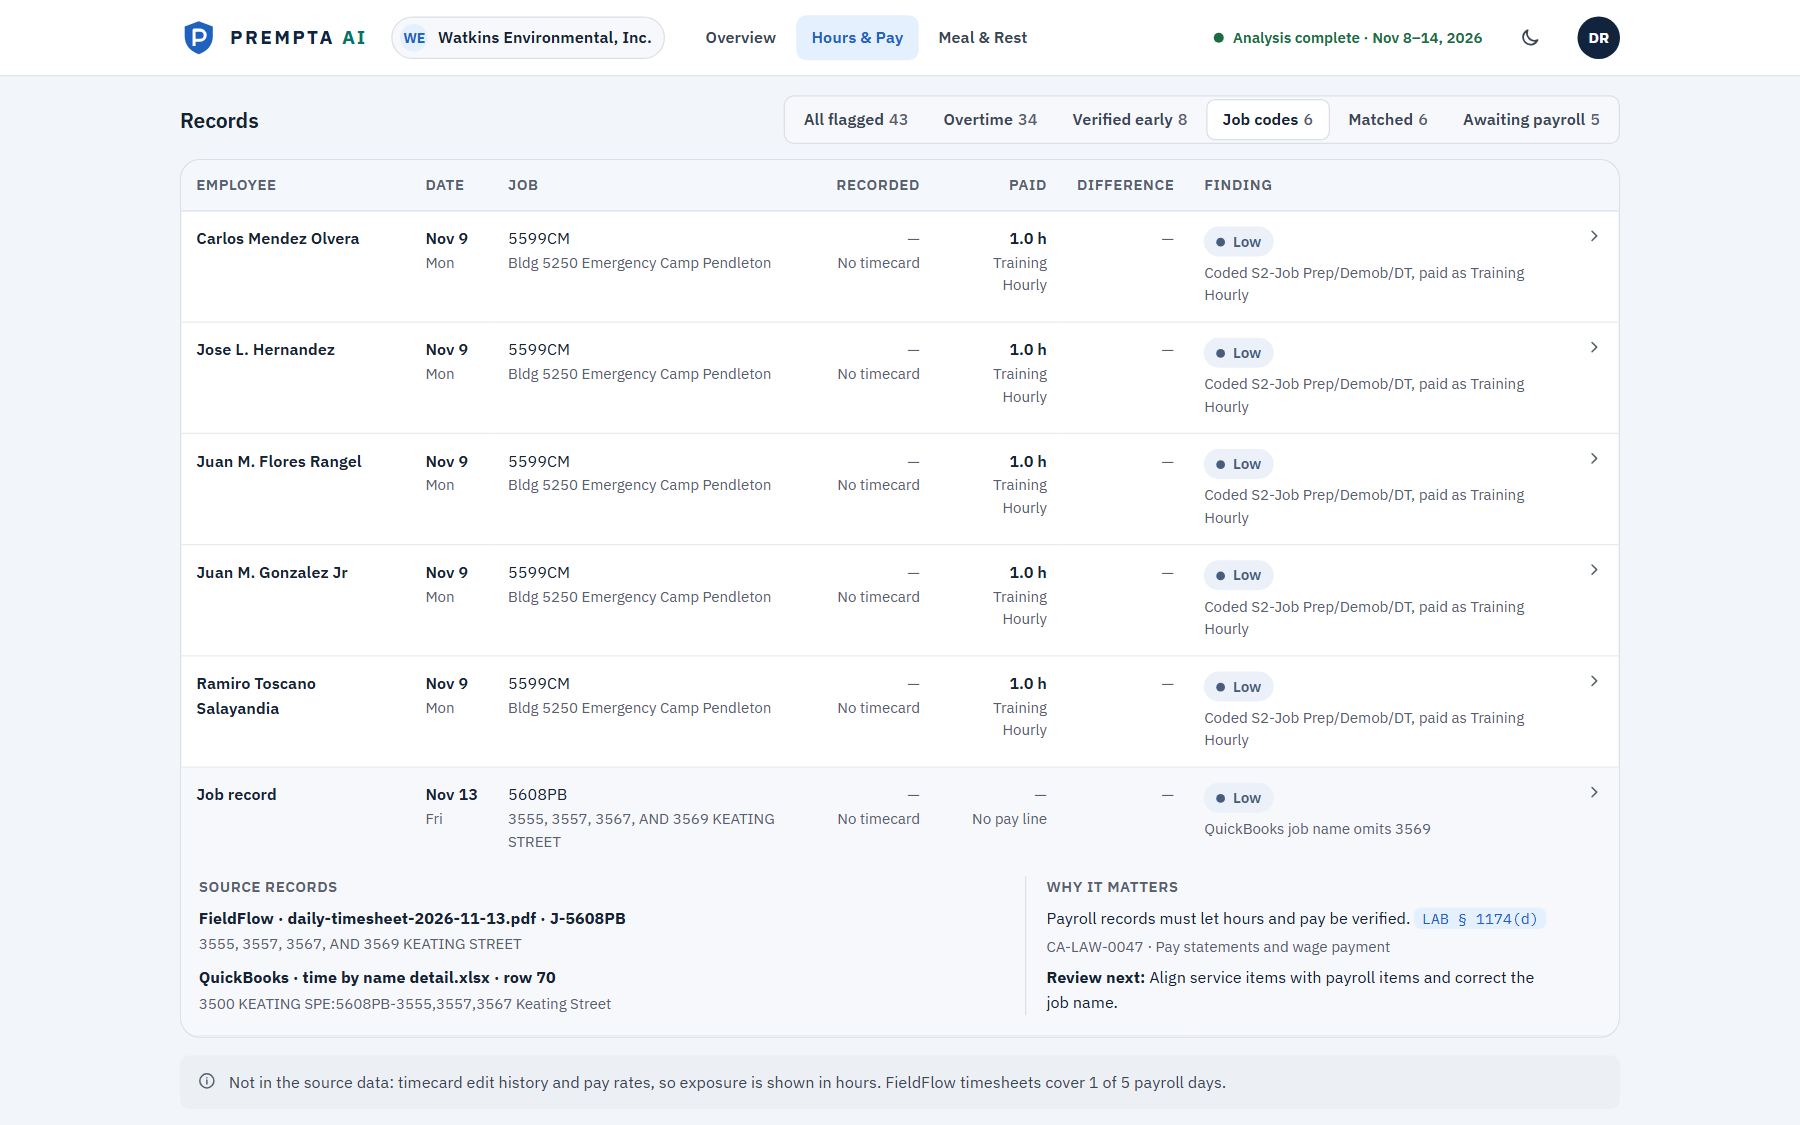 PREMPTA AI
WE Watkins Environmental, Inc.
Overview
Hours & Pay
Meal & Rest
Analysis complete · Nov 8–14, 2026
DR
Records
All flagged 43
Overtime 34
Verified early 8
Job codes 6
Matched 6
Awaiting payroll 5
EMPLOYEE DATE JOB RECORDED PAID DIFFERENCE FINDING
Carlos Mendez Olvera Nov 9 5599CM — 1.0 h — Low
Mon Bldg 5250 Emergency Camp Pendleton No timecard Training
Hourly
Coded S2-Job Prep/Demob/DT, paid as Training
Hourly
Jose L. Hernandez Nov 9 5599CM — 1.0 h — Low
Mon Bldg 5250 Emergency Camp Pendleton No timecard Training
Hourly
Coded S2-Job Prep/Demob/DT, paid as Training
Hourly
Juan M. Flores Rangel Nov 9 5599CM — 1.0 h — Low
Mon Bldg 5250 Emergency Camp Pendleton No timecard Training
Hourly
Coded S2-Job Prep/Demob/DT, paid as Training
Hourly
Juan M. Gonzalez Jr Nov 9 5599CM — 1.0 h — Low
Mon Bldg 5250 Emergency Camp Pendleton No timecard Training
Hourly
Coded S2-Job Prep/Demob/DT, paid as Training
Hourly
Ramiro Toscano Nov 9 5599CM — 1.0 h — Low
Salayandia Mon Bldg 5250 Emergency Camp Pendleton No timecard Training
Hourly
Coded S2-Job Prep/Demob/DT, paid as Training
Hourly
Job record Nov 13 5608PB — — — Low
Fri 3555, 3557, 3567, AND 3569 KEATING No timecard No pay line
STREET
QuickBooks job name omits 3569
SOURCE RECORDS
FieldFlow · daily-timesheet-2026-11-13.pdf · J-5608PB
3555, 3557, 3567, AND 3569 KEATING STREET
QuickBooks · time by name detail.xlsx · row 70
3500 KEATING SPE:5608PB-3555,3557,3567 Keating Street
WHY IT MATTERS
Payroll records must let hours and pay be verified. LAB § 1174(d)
CA-LAW-0047 · Pay statements and wage payment
Review next: Align service items with payroll items and correct the
job name.
Not in the source data: timecard edit history and pay rates, so exposure is shown in hours. FieldFlow timesheets cover 1 of 5 payroll days.